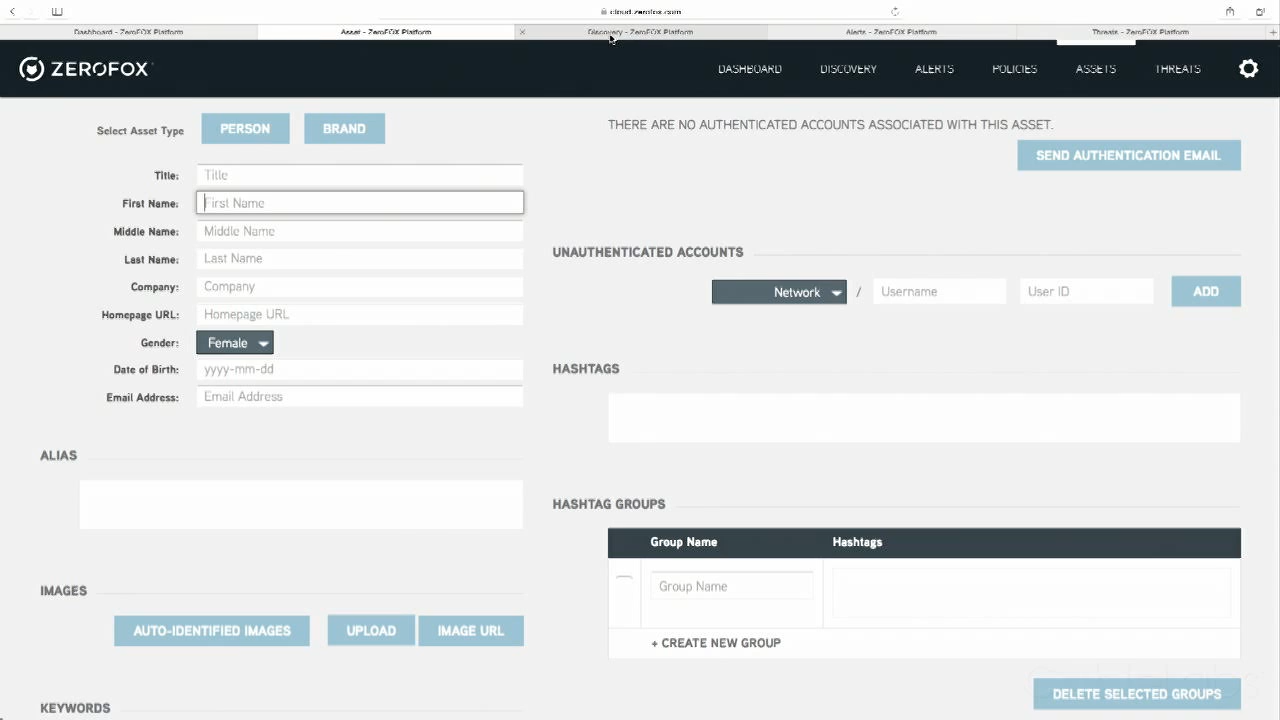 cloud.zerofox.com
Dashboard - ZeroFOX Platform
Asset - ZeroFOX Platform
Discovery - ZeroFOX Platform
Alerts - ZeroFOX Platform
Threats - ZeroFOX Platform
ZEROFOX
DASHBOARD
DISCOVERY
ALERTS
POLICIES
ASSETS
THREATS
Select Asset Type
PERSON
BRAND
Title:
Title
First Name:
First Name
Middle Name:
Middle Name
Last Name:
Last Name
Company:
Company
Homepage URL:
Homepage URL
Gender:
Female
Date of Birth:
yyyy-mm-dd
Email Address:
Email Address
ALIAS
IMAGES
AUTO-IDENTIFIED IMAGES
UPLOAD
IMAGE URL
KEYWORDS
THERE ARE NO AUTHENTICATED ACCOUNTS ASSOCIATED WITH THIS ASSET.
SEND AUTHENTICATION EMAIL
UNAUTHENTICATED ACCOUNTS
Network
/
Username
User ID
ADD
HASHTAGS
HASHTAG GROUPS
Group Name
Hashtags
Group Name
+ CREATE NEW GROUP
DELETE SELECTED GROUPS